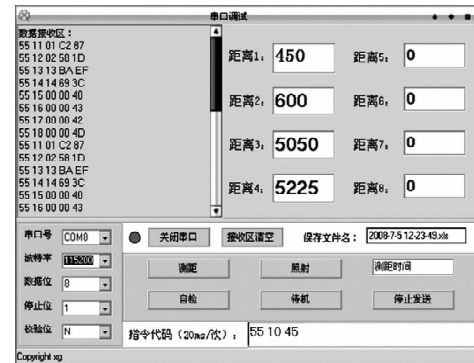 串口调试
数据接收区：
55 11 01 C2 87
55 12 02 58 1D
55 13 13 BA EF
55 14 14 69 3C
55 15 00 00 40
55 16 00 00 43
55 17 00 00 42
55 18 00 00 4D
55 11 01 C2 87
55 12 02 58 1D
55 13 13 BA EF
55 14 14 69 3C
55 15 00 00 40
55 16 00 00 43
距离1： 450 距离5： 0
距离2： 600 距离6： 0
距离3： 5050 距离7： 0
距离4： 5225 距离8： 0
串口号 COM8 关闭串口 接收区清空 保存文件名： 2008-7-5 12-23-49.xls
波特率 115200 测距 照射 测距时间
数据位 8
停止位 1 自检 待机 停止发送
校验位 N 指令代码（20ms/次）： 55 10 45
Copyright xg